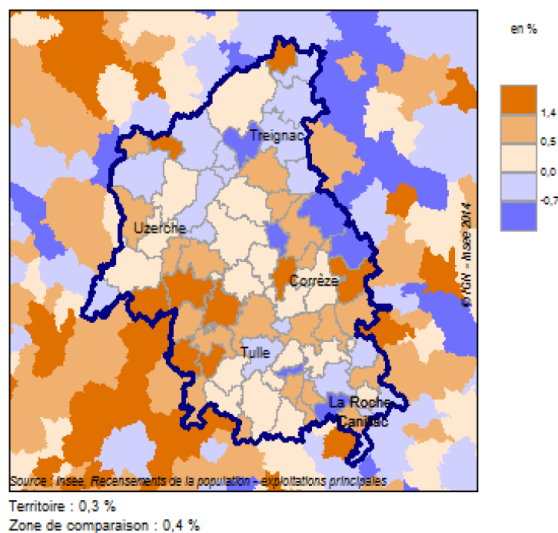 en %
1,4
0,5
0,0
-0,7
Treignac
Uzerche
Corrèze
Tulle
La Roche
Canillac
© IGN - Insee 2014
Source : Insee, Recensements de la population - exploitations principales
Territoire : 0,3 %
Zone de comparaison : 0,4 %